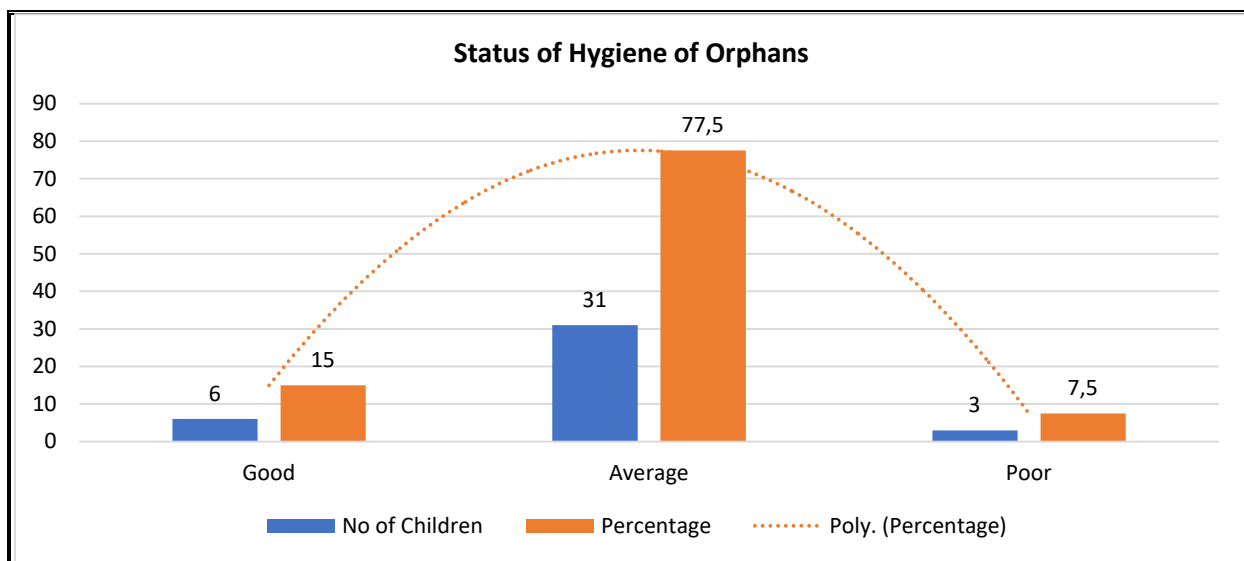 Status of Hygiene of Orphans
90
80
70
60
50
40
30
20
10
0
6
15
31
77,5
3
7,5
Good
Average
Poor
No of Children
Percentage
Poly. (Percentage)